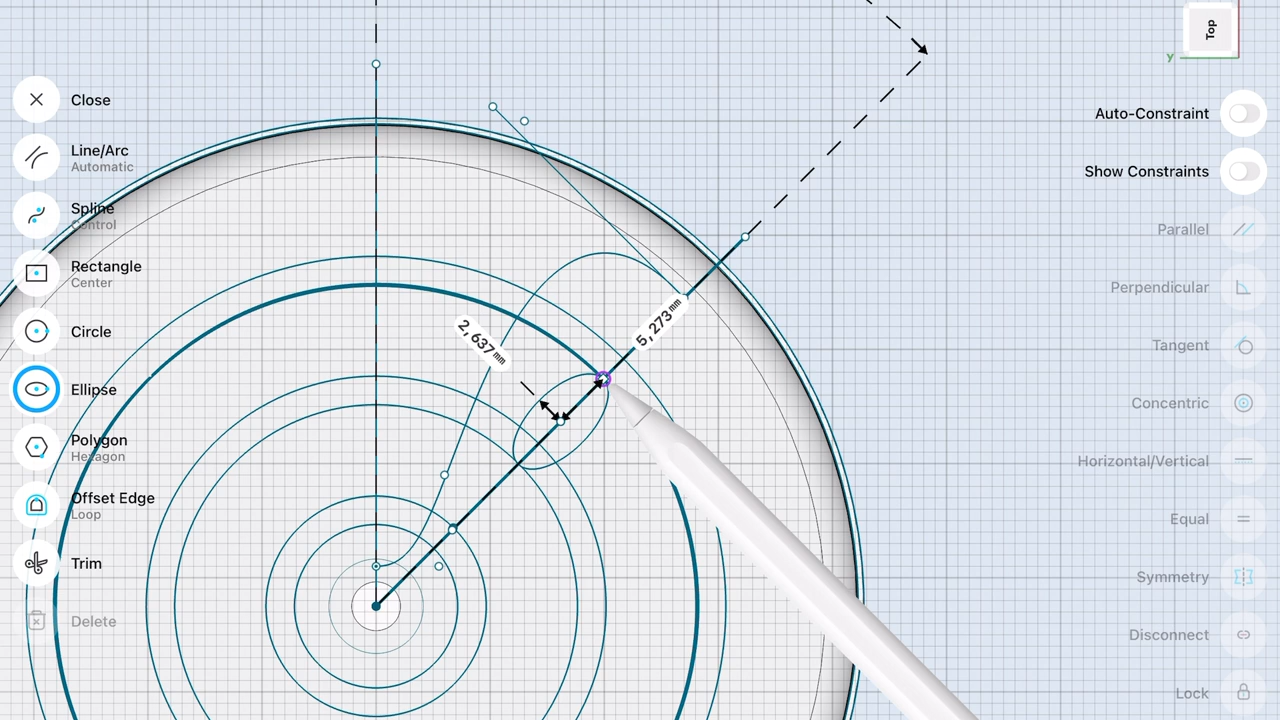 Top
Y
Close
Auto-Constraint
Line/Arc
Automatic
Show Constraints
Spline
Control
Parallel
Rectangle
Center
Perpendicular
Circle
2,637 mm
5,273 mm
Tangent
Ellipse
Concentric
Polygon
Hexagon
Horizontal/Vertical
Offset Edge
Loop
Equal
Trim
Symmetry
Delete
Disconnect
Lock